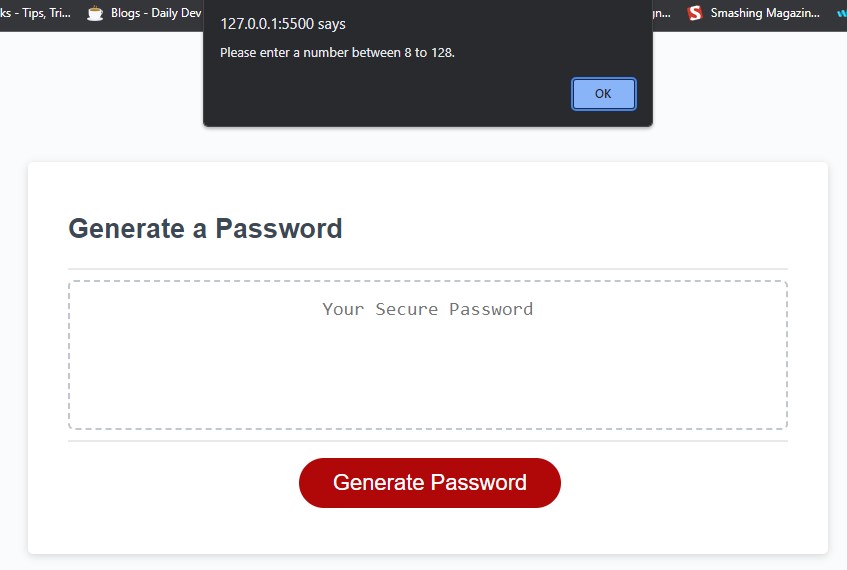 ks - Tips, Tri... Blogs - Daily Dev gn... Smashing Magazin...
127.0.0.1:5500 says
Please enter a number between 8 to 128.
OK
Generate a Password
Your Secure Password
Generate Password